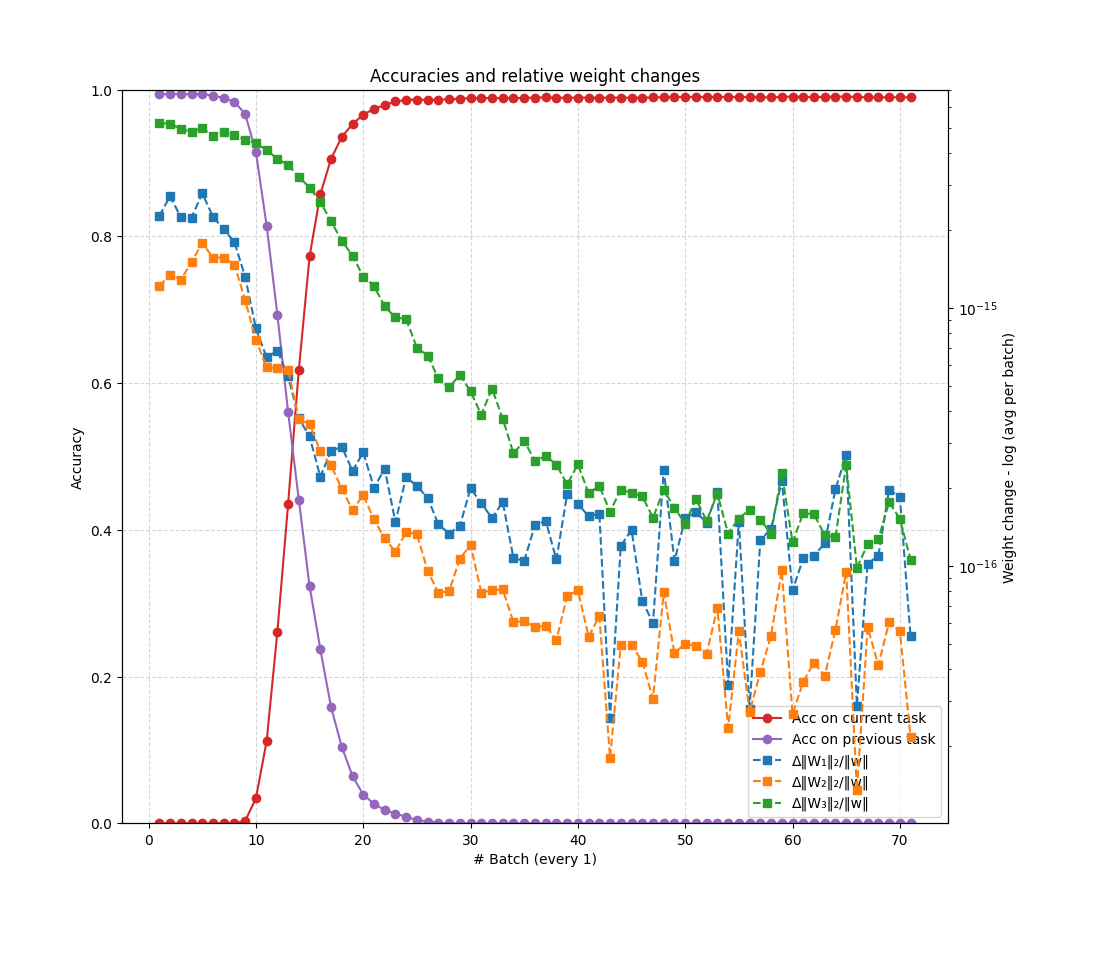 Accuracies and relative weight changes
Accuracy
1.0
0.8
0.6
0.4
0.2
0.0
0
10
20
30
40
50
60
70
# Batch (every 1)
10⁻¹⁵
10⁻¹⁶
Weight change - log (avg per batch)
Acc on current task
Acc on previous task
Δ‖W₁‖₂/‖w‖
Δ‖W₂‖₂/‖w‖
Δ‖W₃‖₂/‖w‖